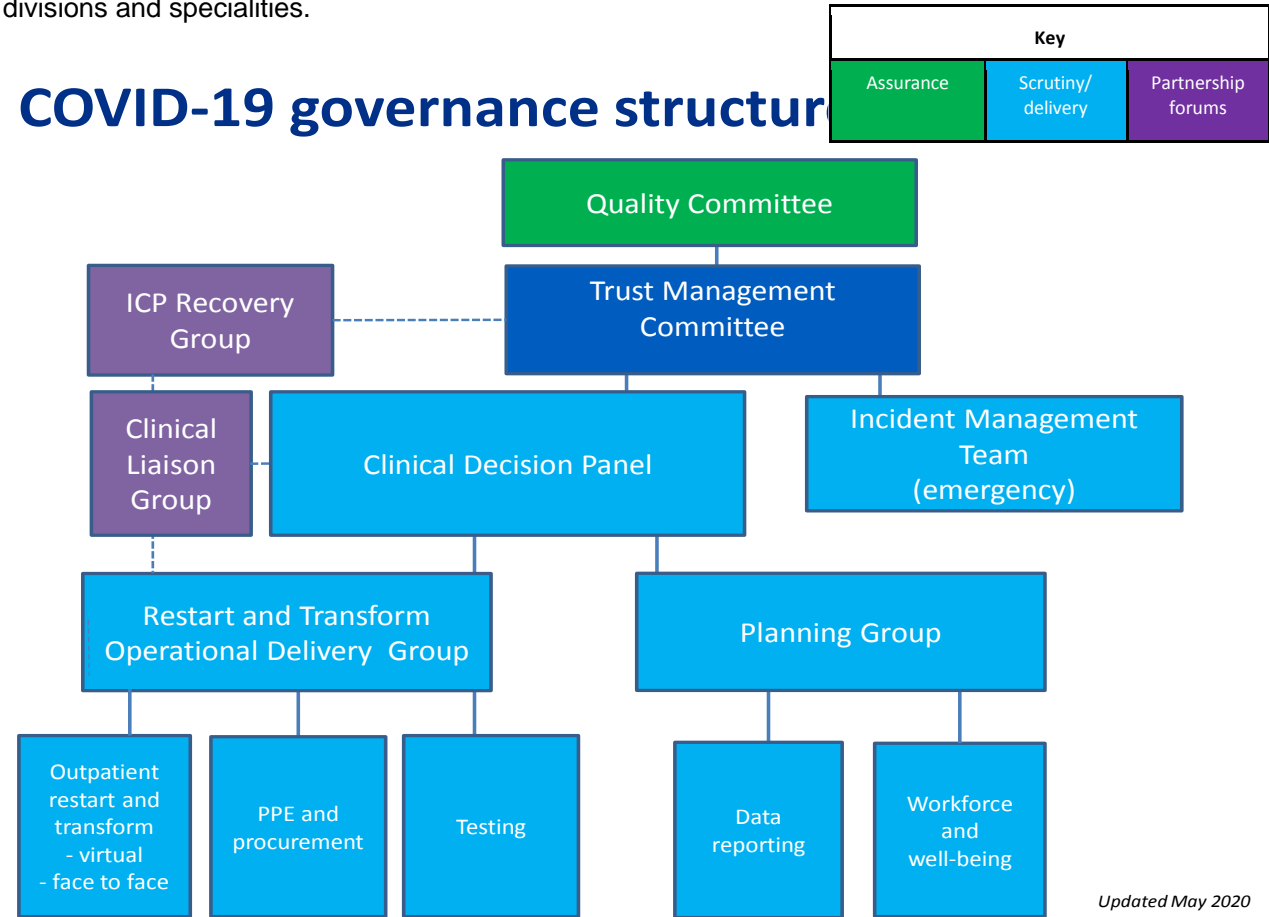 divisions and specialities.
Key
Assurance
Scrutiny/
delivery
Partnership
forums
COVID-19 governance structure
Quality Committee
ICP Recovery
Group
Trust Management
Committee
Clinical
Liaison
Group
Clinical Decision Panel
Incident Management
Team
(emergency)
Restart and Transform
Operational Delivery Group
Planning Group
Outpatient
restart and
transform
- virtual
- face to face
PPE and
procurement
Testing
Data
reporting
Workforce
and
well-being
Updated May 2020